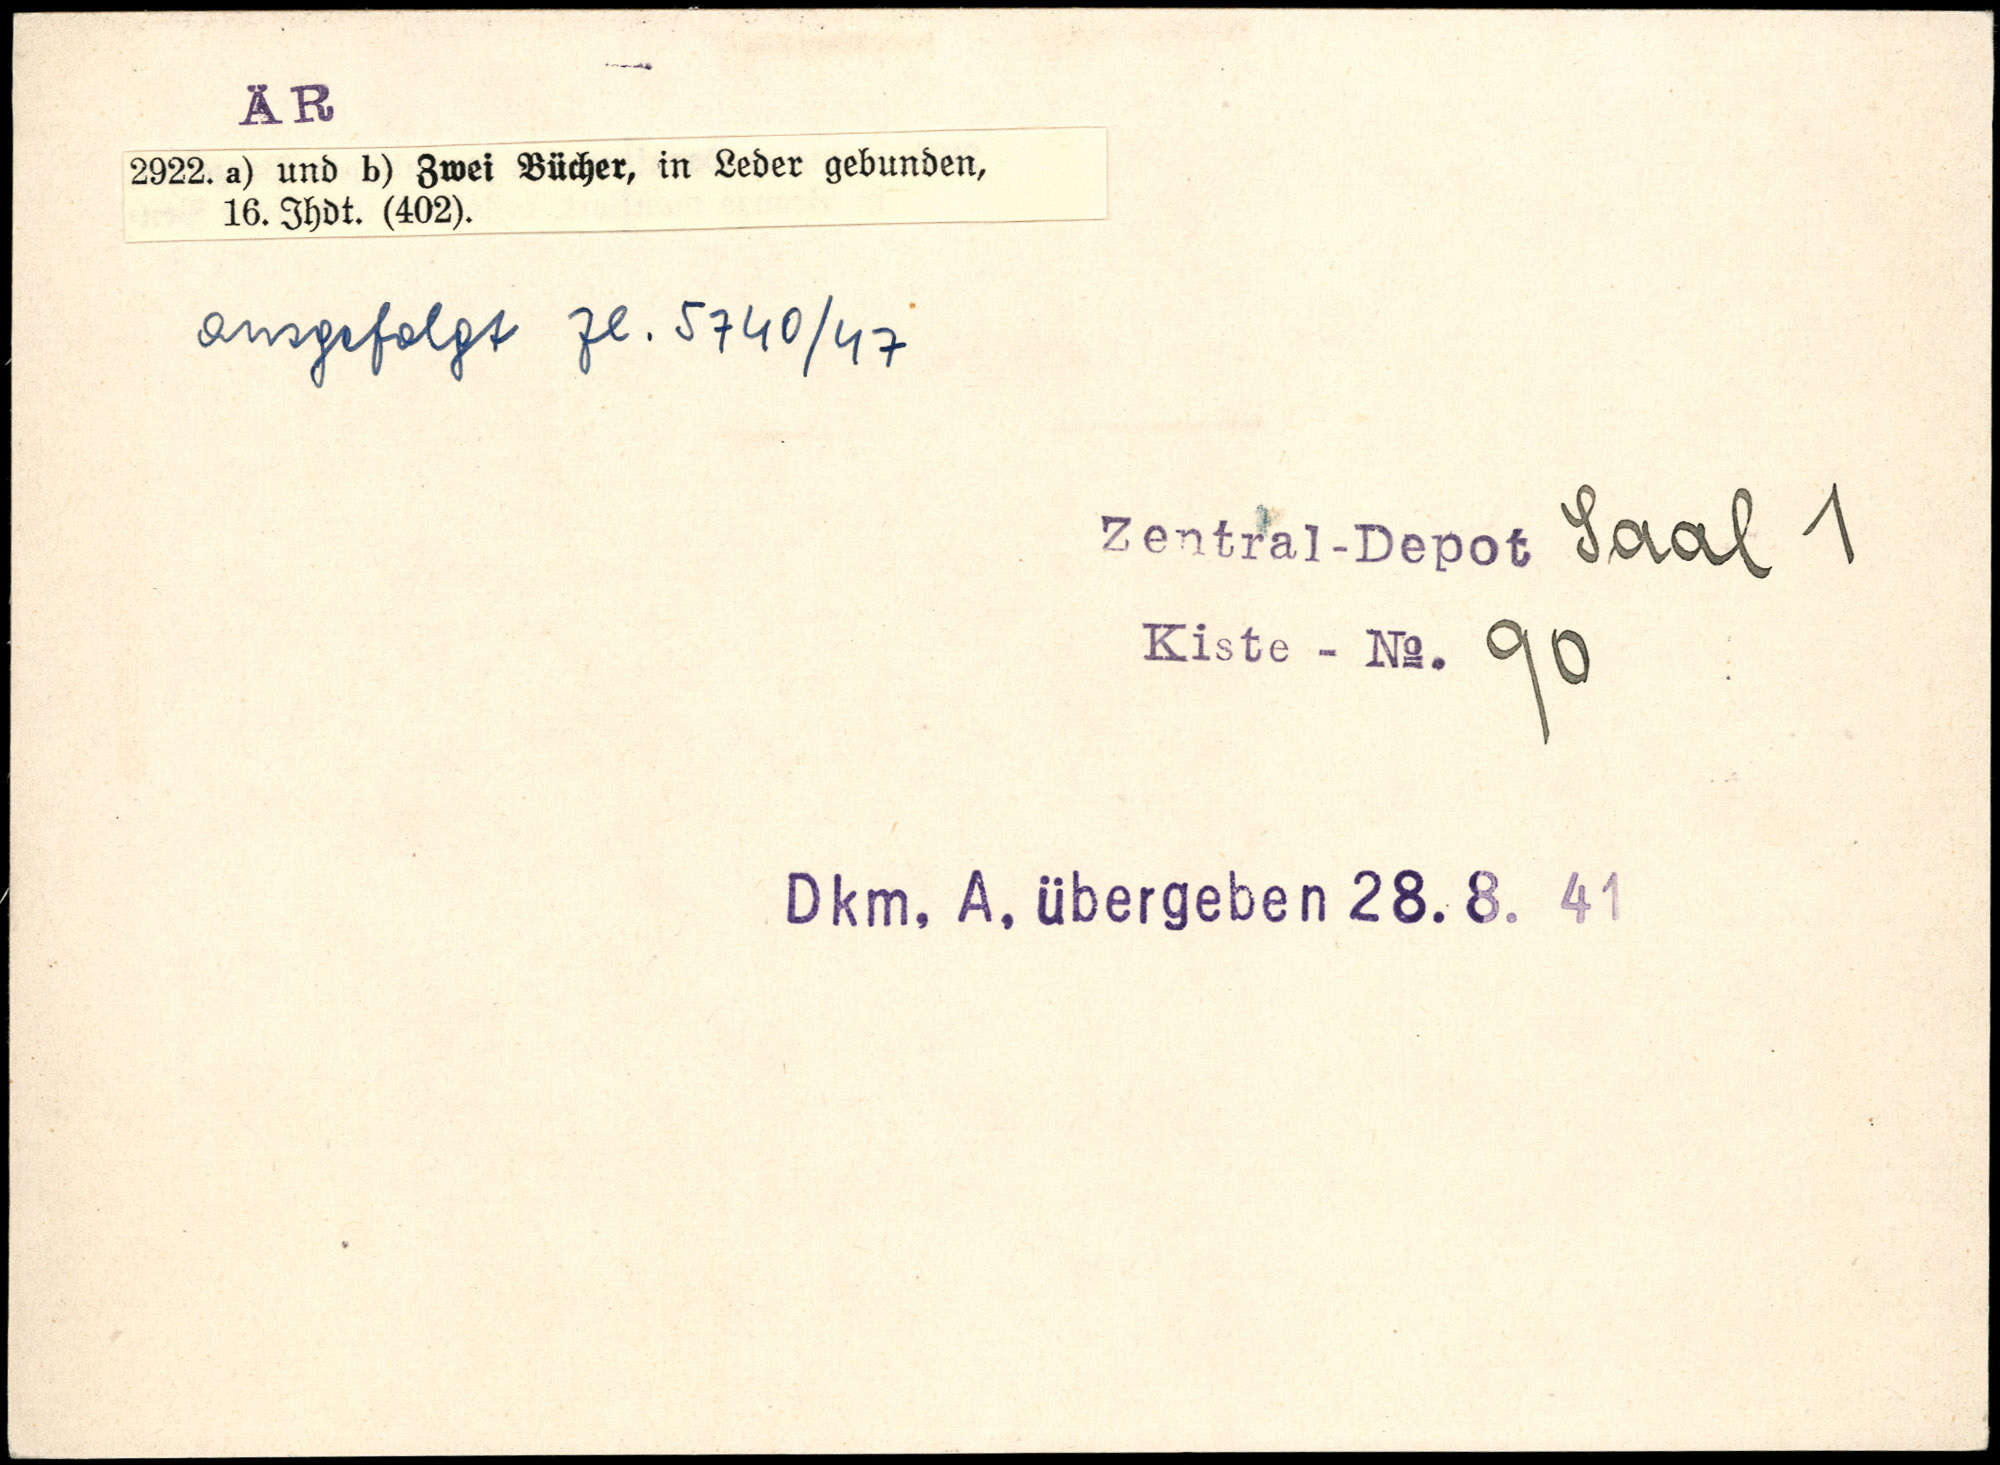 ÄR
2922. a) und b) Zwei Bücher, in Leder gebunden,
16. Jhdt. (402).
ausgefolgt Zl. 5740/47
Zentral-Depot Saal 1
Kiste - №. 90
Dkm. A. übergeben 28. 8. 41